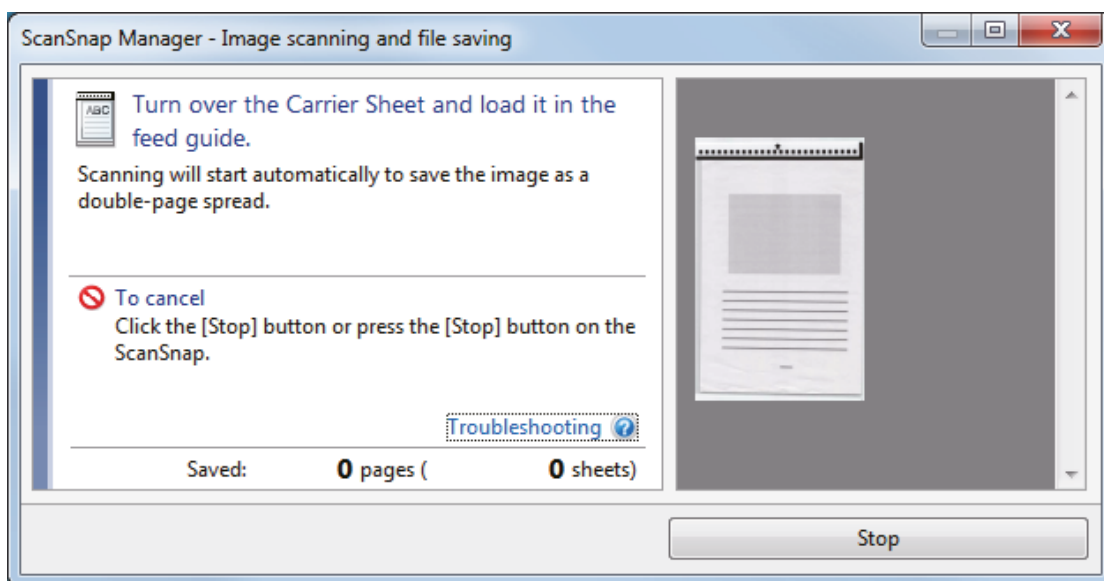 ScanSnap Manager - Image scanning and file saving
ABC
Turn over the Carrier Sheet and load it in the
feed guide.
Scanning will start automatically to save the image as a
double-page spread.
To cancel
Click the [Stop] button or press the [Stop] button on the
ScanSnap.
Troubleshooting ?
Saved: 0 pages ( 0 sheets)
Stop